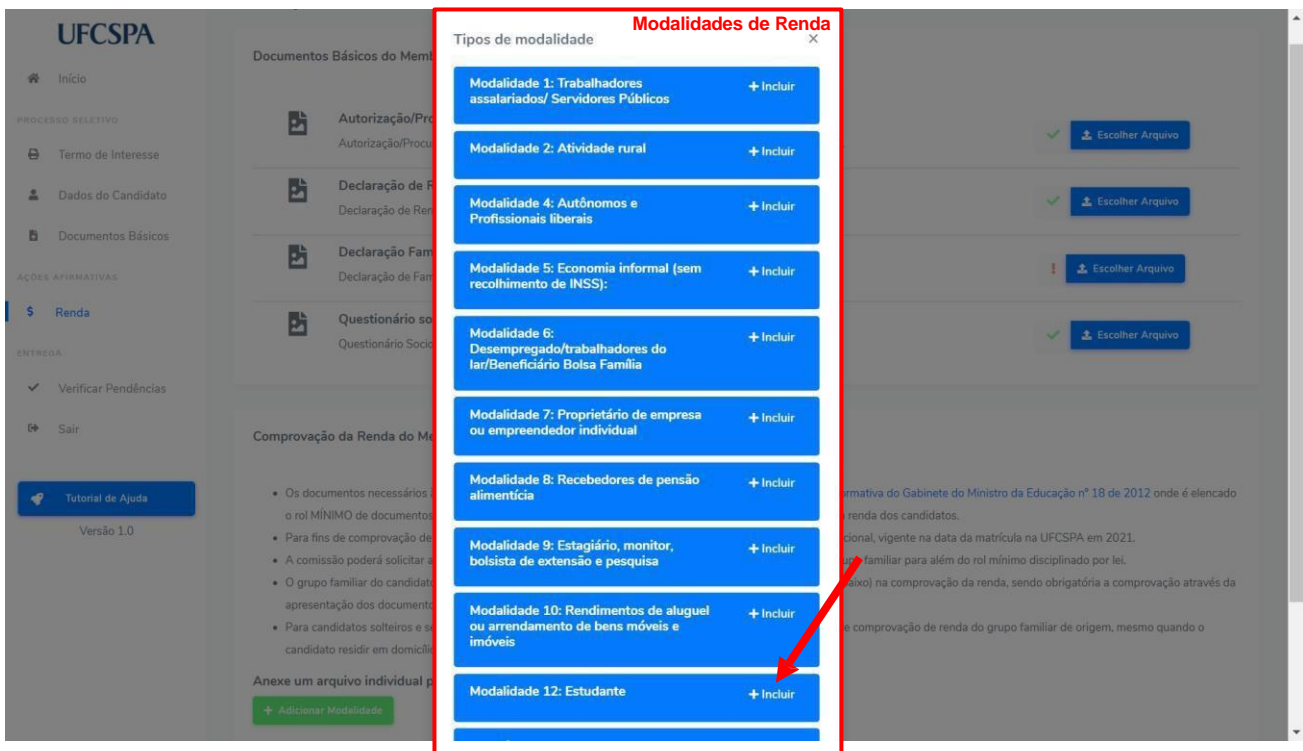 UFCSPA
Início
PROCESSO SELETIVO
Termo de Interesse
Dados do Candidato
Documentos Básicos
AÇÕES AFIRMATIVAS
$ Renda
ENTREGA
Verificar Pendências
Sair
Tutorial de Ajuda
Versão 1.0
Documentos Básicos do Memb
Autorização/Pro
Autorização/Procu
Escolher Arquivo
Declaração de R
Declaração de Ren
Escolher Arquivo
Declaração Fam
Declaração de Fam
! Escolher Arquivo
Questionário so
Questionário Socio
Escolher Arquivo
Comprovação da Renda do Me
• Os documentos necessários
ormativa do Gabinete do Ministro da Educação nº 18 de 2012 onde é elencado
o rol MÍNIMO de documentos
renda dos candidatos.
• Para fins de comprovação de
cional, vigente na data da matrícula na UFCSPA em 2021.
• A comissão poderá solicitar a
familiar para além do rol mínimo disciplinado por lei.
• O grupo familiar do candidato
aixo) na comprovação da renda, sendo obrigatória a comprovação através da
apresentação dos documento
• Para candidatos solteiros e se
e comprovação de renda do grupo familiar de origem, mesmo quando o
candidato residir em domicíli
Anexe um arquivo individual p
+ Adicionar Modalidade
Modalidades de Renda
Tipos de modalidade ×
Modalidade 1: Trabalhadores
assalariados/ Servidores Públicos
+ Incluir
Modalidade 2: Atividade rural
+ Incluir
Modalidade 4: Autônomos e
Profissionais liberais
+ Incluir
Modalidade 5: Economia informal (sem
recolhimento de INSS):
+ Incluir
Modalidade 6:
Desempregado/trabalhadores do
lar/Beneficiário Bolsa Família
+ Incluir
Modalidade 7: Proprietário de empresa
ou empreendedor individual
+ Incluir
Modalidade 8: Recebedores de pensão
alimentícia
+ Incluir
Modalidade 9: Estagiário, monitor,
bolsista de extensão e pesquisa
+ Incluir
Modalidade 10: Rendimentos de aluguel
ou arrendamento de bens móveis e
imóveis
+ Incluir
Modalidade 12: Estudante
+ Incluir